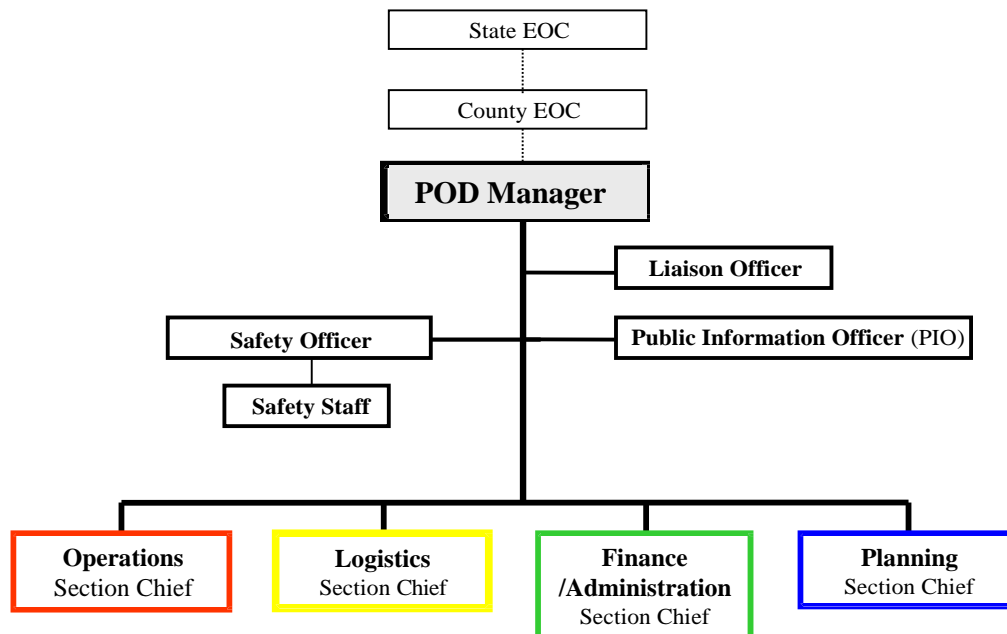 State EOC
County EOC
POD Manager
Liaison Officer
Safety Officer
Public Information Officer (PIO)
Safety Staff
Operations
Section Chief
Logistics
Section Chief
Finance
/Administration
Section Chief
Planning
Section Chief